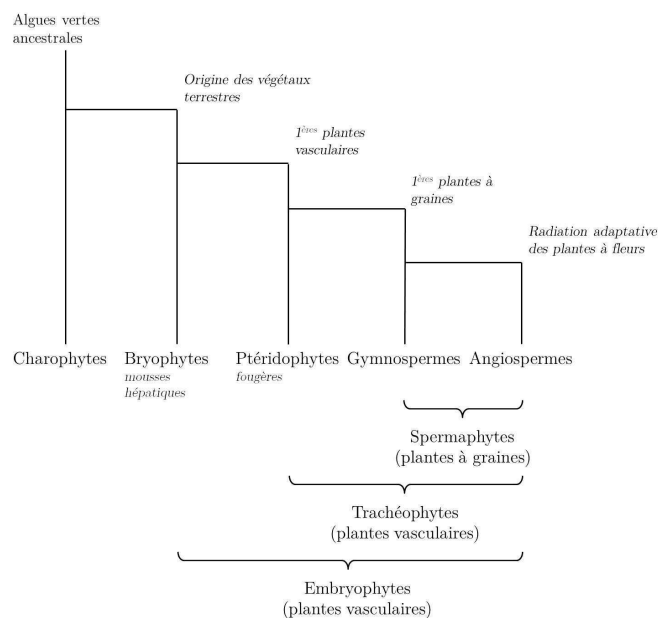 Algues vertes
ancestrales
Origine des végétaux
terrestres
1ères plantes
vasculaires
1ères plantes à
graines
Radiation adaptative
des plantes à fleurs
Charophytes Bryophytes Ptéridophytes Gymnospermes Angiospermes
mousses fougères
hépatiques
Spermaphytes
(plantes à graines)
Trachéophytes
(plantes vasculaires)
Embryophytes
(plantes vasculaires)